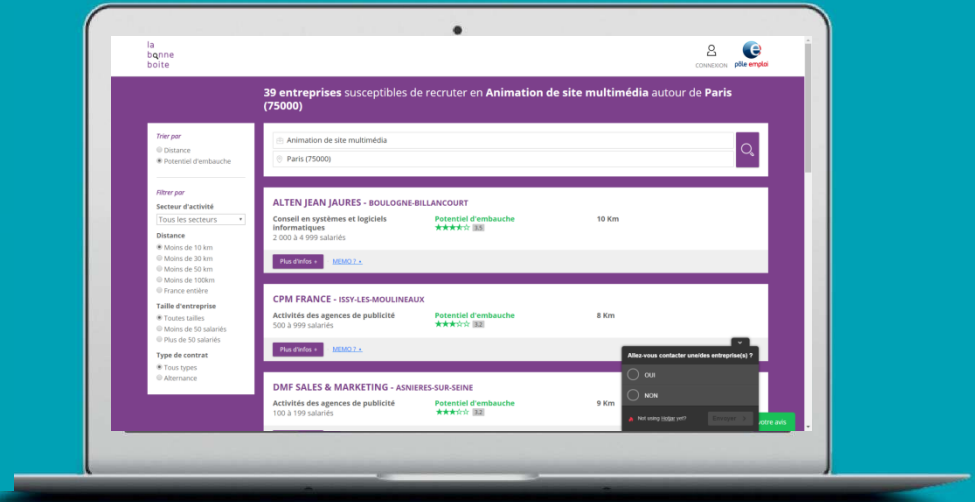 la
bonne
boite
CONNEXION
pôle emploi
39 entreprises susceptibles de recruter en Animation de site multimédia autour de Paris
(75000)
Trier par
Distance
Potentiel d'embauche
Filtrer par
Secteur d'activité
Tous les secteurs
Distance
Moins de 10 km
Moins de 30 km
Moins de 50 km
Moins de 100km
France entière
Taille d'entreprise
Toutes tailles
Moins de 50 salariés
Plus de 50 salariés
Type de contrat
Tous types
Alternance
Animation de site multimédia
Paris (75000)
ALTEN JEAN JAURES - BOULOGNE-BILLANCOURT
Conseil en systèmes et logiciels
informatiques
2 000 à 4 999 salariés
Potentiel d'embauche
3.5
10 Km
Plus d'infos +
MEMO ? +
CPM FRANCE - ISSY-LES-MOULINEAUX
Activités des agences de publicité
500 à 999 salariés
Potentiel d'embauche
3.2
8 Km
Plus d'infos +
MEMO ? +
DMF SALES & MARKETING - ASNIERES-SUR-SEINE
Activités des agences de publicité
100 à 199 salariés
Potentiel d'embauche
3.2
9 Km
Allez-vous contacter une/des entreprise(s) ?
OUI
NON
Not using Hotjar yet?
Envoyer
votre avis